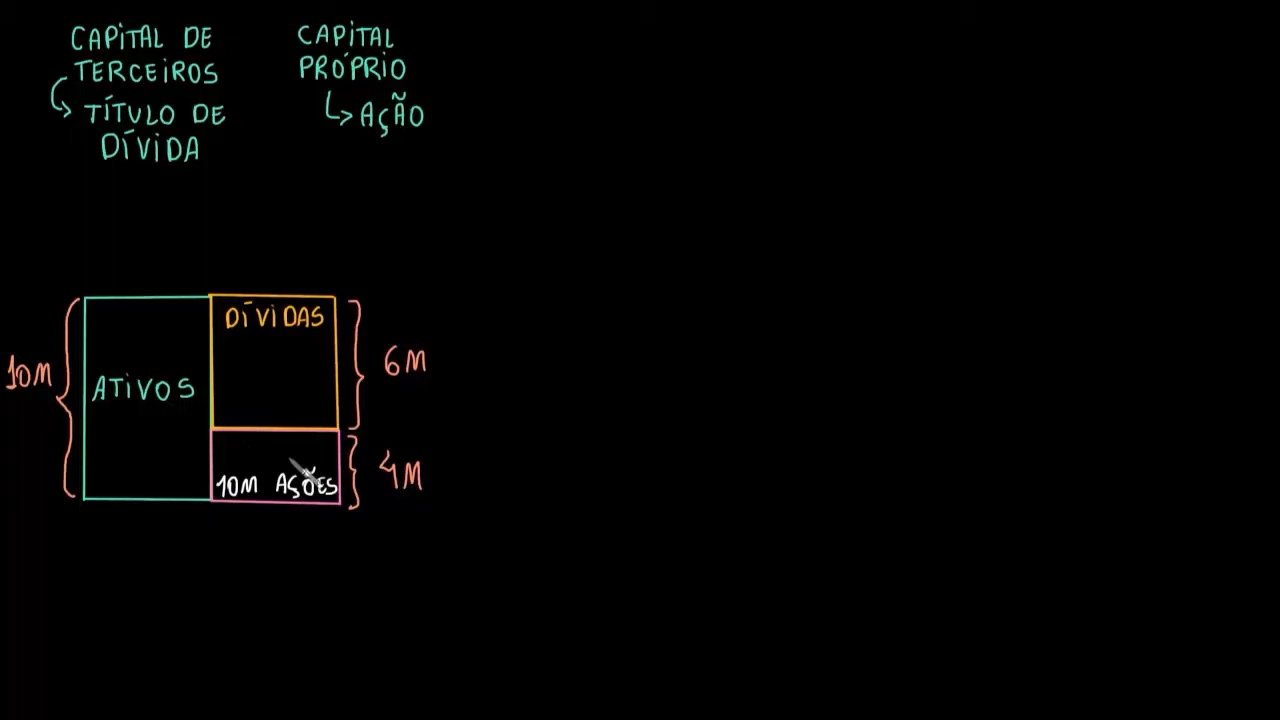 CAPITAL DE
TERCEIROS
TÍTULO DE
DÍVIDA
CAPITAL
PRÓPRIO
AÇÃO
10M
ATIVOS
DÍVIDAS
6M
10M AÇÕES
4M